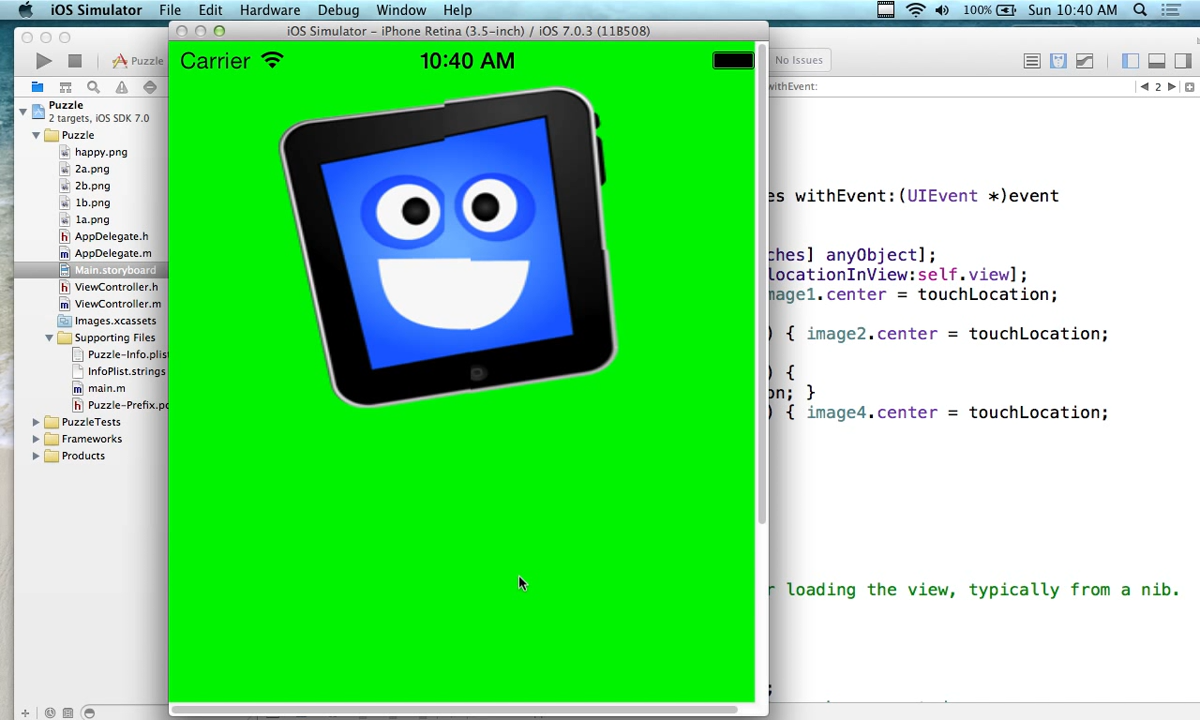 iOS Simulator File Edit Hardware Debug Window Help 100% Sun 10:40 AM
iOS Simulator – iPhone Retina (3.5-inch) / iOS 7.0.3 (11B508)
Puzzle
No Issues
withEvent:
2
Carrier 10:40 AM
Puzzle
2 targets, iOS SDK 7.0
Puzzle
happy.png
2a.png
2b.png
1b.png
1a.png
AppDelegate.h
AppDelegate.m
Main.storyboard
ViewController.h
ViewController.m
Images.xcassets
Supporting Files
Puzzle-Info.plist
InfoPlist.strings
main.m
Puzzle-Prefix.pc
PuzzleTests
Frameworks
Products
es withEvent:(UIEvent *)event
ches] anyObject];
locationInView:self.view];
mage1.center = touchLocation;
) { image2.center = touchLocation;
) {
on; }
) { image4.center = touchLocation;
r loading the view, typically from a nib.
;